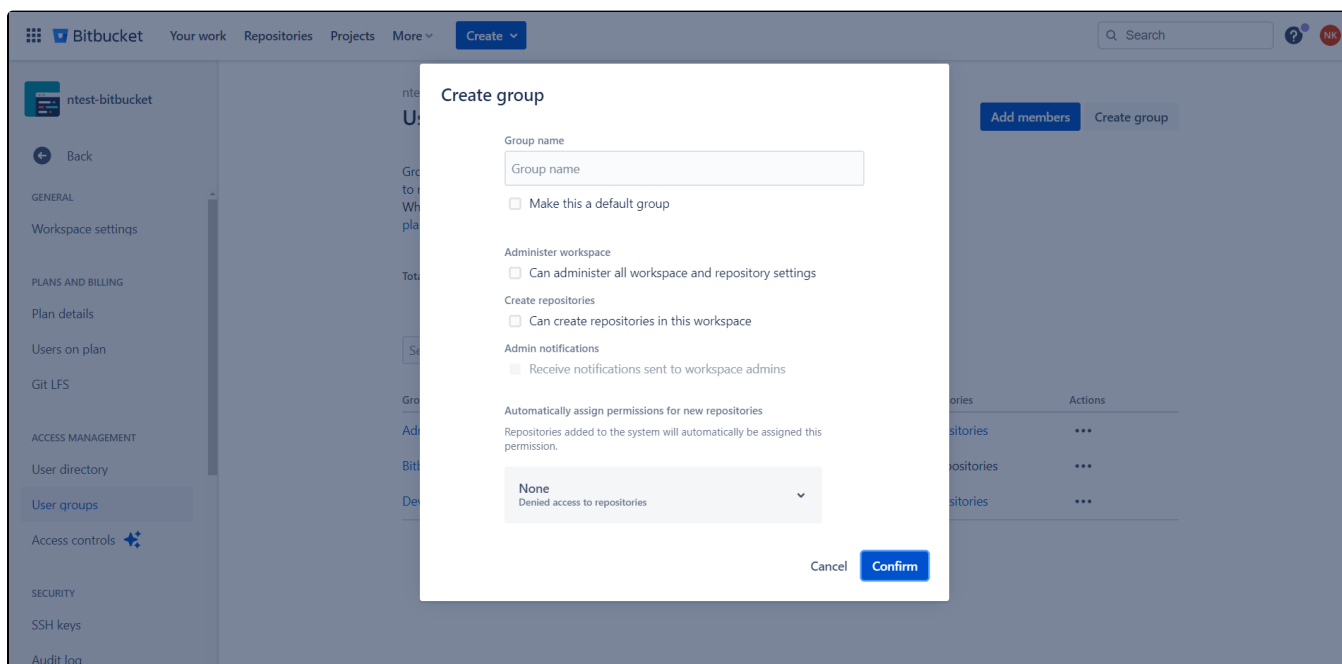 Bitbucket Your work Repositories Projects More Create Search NK
ntest-bitbucket
Back
GENERAL
Workspace settings
PLANS AND BILLING
Plan details
Users on plan
Git LFS
ACCESS MANAGEMENT
User directory
User groups
Access controls
SECURITY
SSH keys
Audit log
Add members Create group
Create group
Group name
Group name
Make this a default group
Administer workspace
Can administer all workspace and repository settings
Create repositories
Can create repositories in this workspace
Admin notifications
Receive notifications sent to workspace admins
Automatically assign permissions for new repositories
Repositories added to the system will automatically be assigned this
permission.
None
Denied access to repositories
Cancel Confirm
Actions